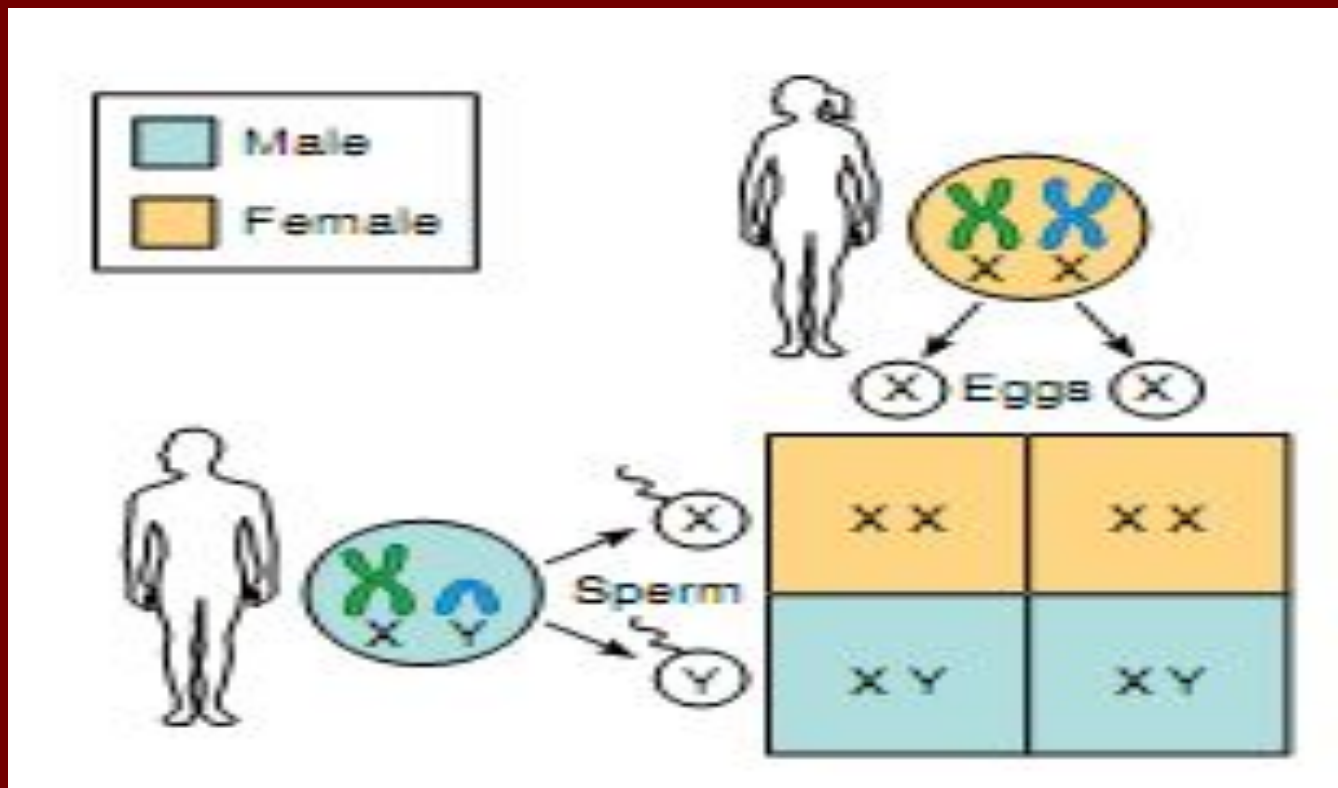 Male
Female
X X
X Eggs X
X
Sperm
X Y
Y
X X X X
X Y X Y